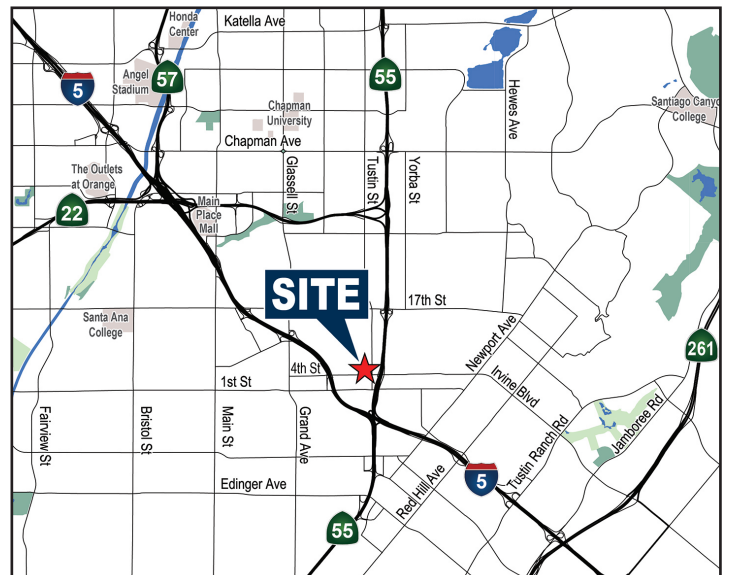 Honda
Center
Katella Ave
Angel
Stadium
57
55
5
Hewes Ave
Santiago Canyo
College
Chapman
University
Chapman Ave
The Outlets
at Orange
Glassell St
Tustin St
Yorba St
22
Main
Place
Mall
SITE
17th St
Santa Ana
College
Newport Ave
261
4th St
1st St
Irvine Blvd
Fairview St
Bristol St
Main St
Grand Ave
Tustin Ranch Rd
Jamboree Rd
5
Edinger Ave
Red Hill Ave
55